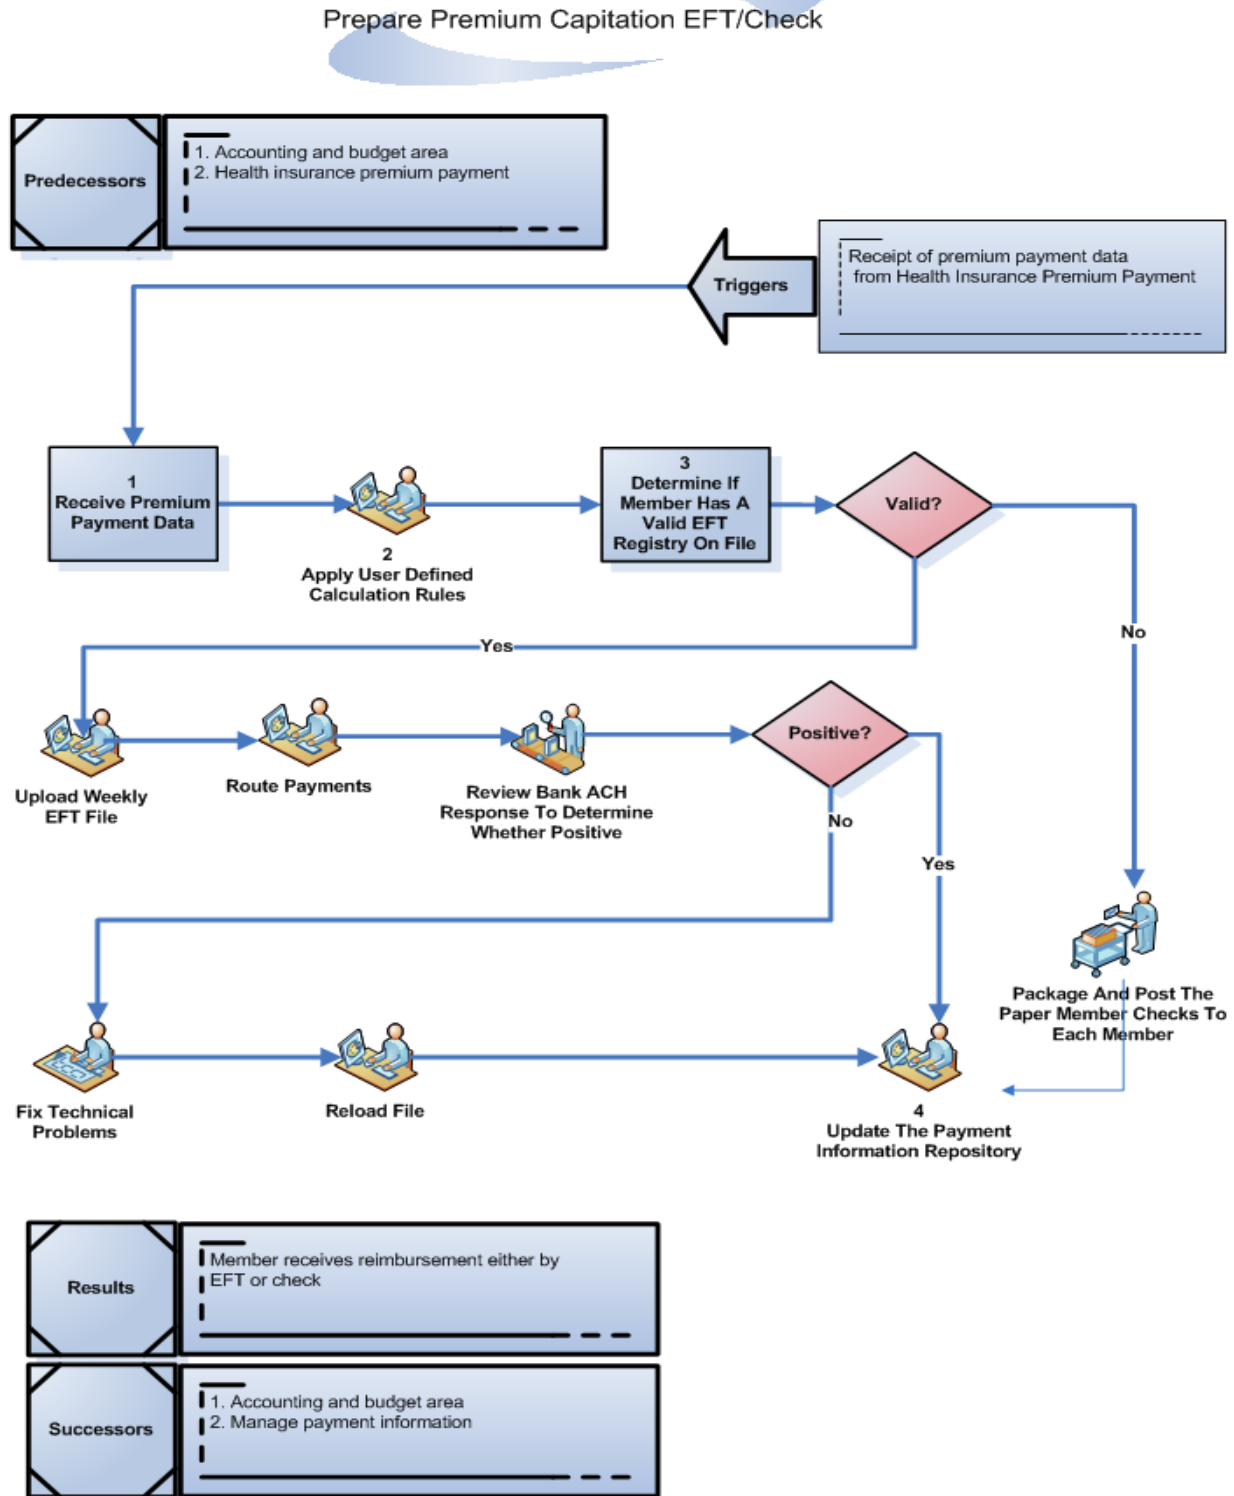 Prepare Premium Capitation EFT/Check
Predecessors
1. Accounting and budget area
2. Health insurance premium payment
Triggers
Receipt of premium payment data
from Health Insurance Premium Payment
1
Receive Premium
Payment Data
2
Apply User Defined
Calculation Rules
3
Determine If
Member Has A
Valid EFT
Registry On File
Valid?
No
Yes
Upload Weekly
EFT File
Route Payments
Review Bank ACH
Response To Determine
Whether Positive
Positive?
No
Yes
Package And Post The
Paper Member Checks To
Each Member
Fix Technical
Problems
Reload File
4
Update The Payment
Information Repository
Results
Member receives reimbursement either by
EFT or check
Successors
1. Accounting and budget area
2. Manage payment information